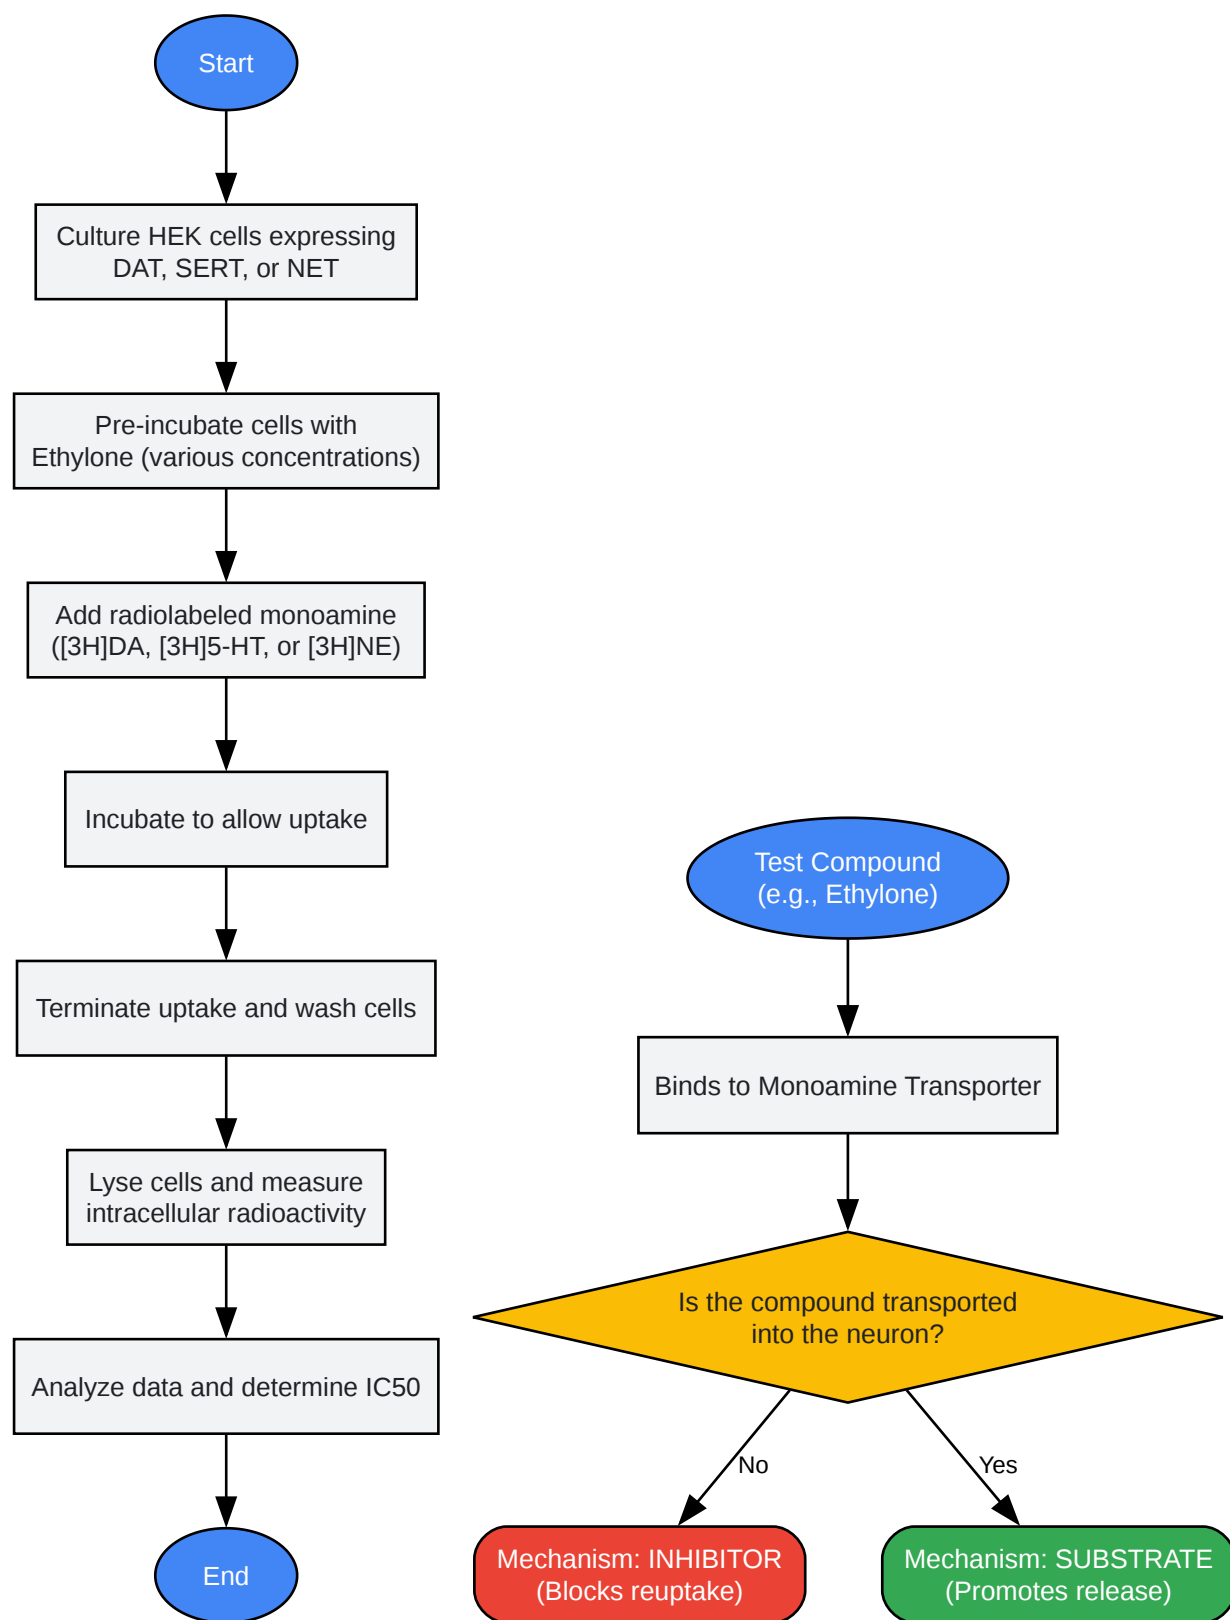 Start
Culture HEK cells expressing
DAT, SERT, or NET
Pre-incubate cells with
Ethylone (various concentrations)
Add radiolabeled monoamine
([3H]DA, [3H]5-HT, or [3H]NE)
Incubate to allow uptake
Terminate uptake and wash cells
Lyse cells and measure
intracellular radioactivity
Analyze data and determine IC50
End
Test Compound
(e.g., Ethylone)
Binds to Monoamine Transporter
Is the compound transported
into the neuron?
No
Yes
Mechanism: INHIBITOR
(Blocks reuptake)
Mechanism: SUBSTRATE
(Promotes release)